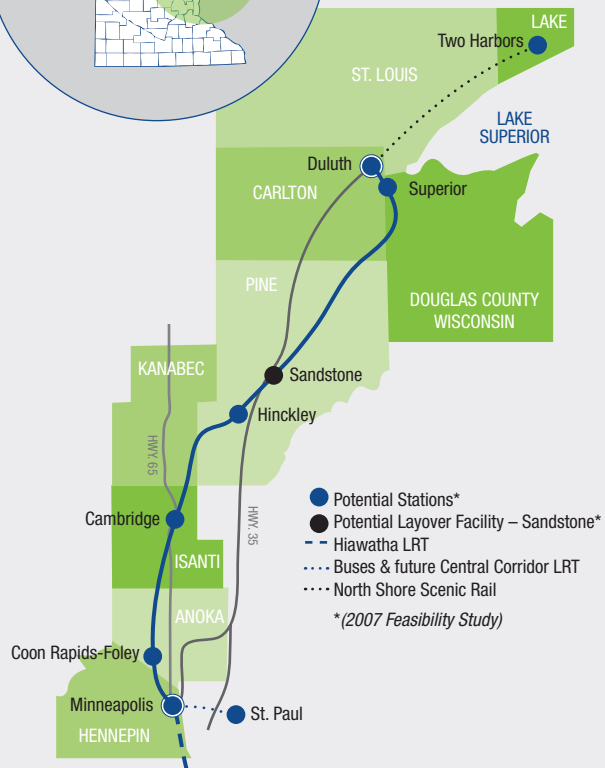 LAKE
Two Harbors
ST. LOUIS
LAKE
SUPERIOR
Duluth
Superior
CARLTON
PINE
DOUGLAS COUNTY
WISCONSIN
KANABEC
Sandstone
Hinckley
HWY. 65
Cambridge
HWY. 35
ISANTI
Potential Stations*
Potential Layover Facility – Sandstone*
Hiawatha LRT
Buses & future Central Corridor LRT
North Shore Scenic Rail
*(2007 Feasibility Study)
ANOKA
Coon Rapids-Foley
Minneapolis
St. Paul
HENNEPIN